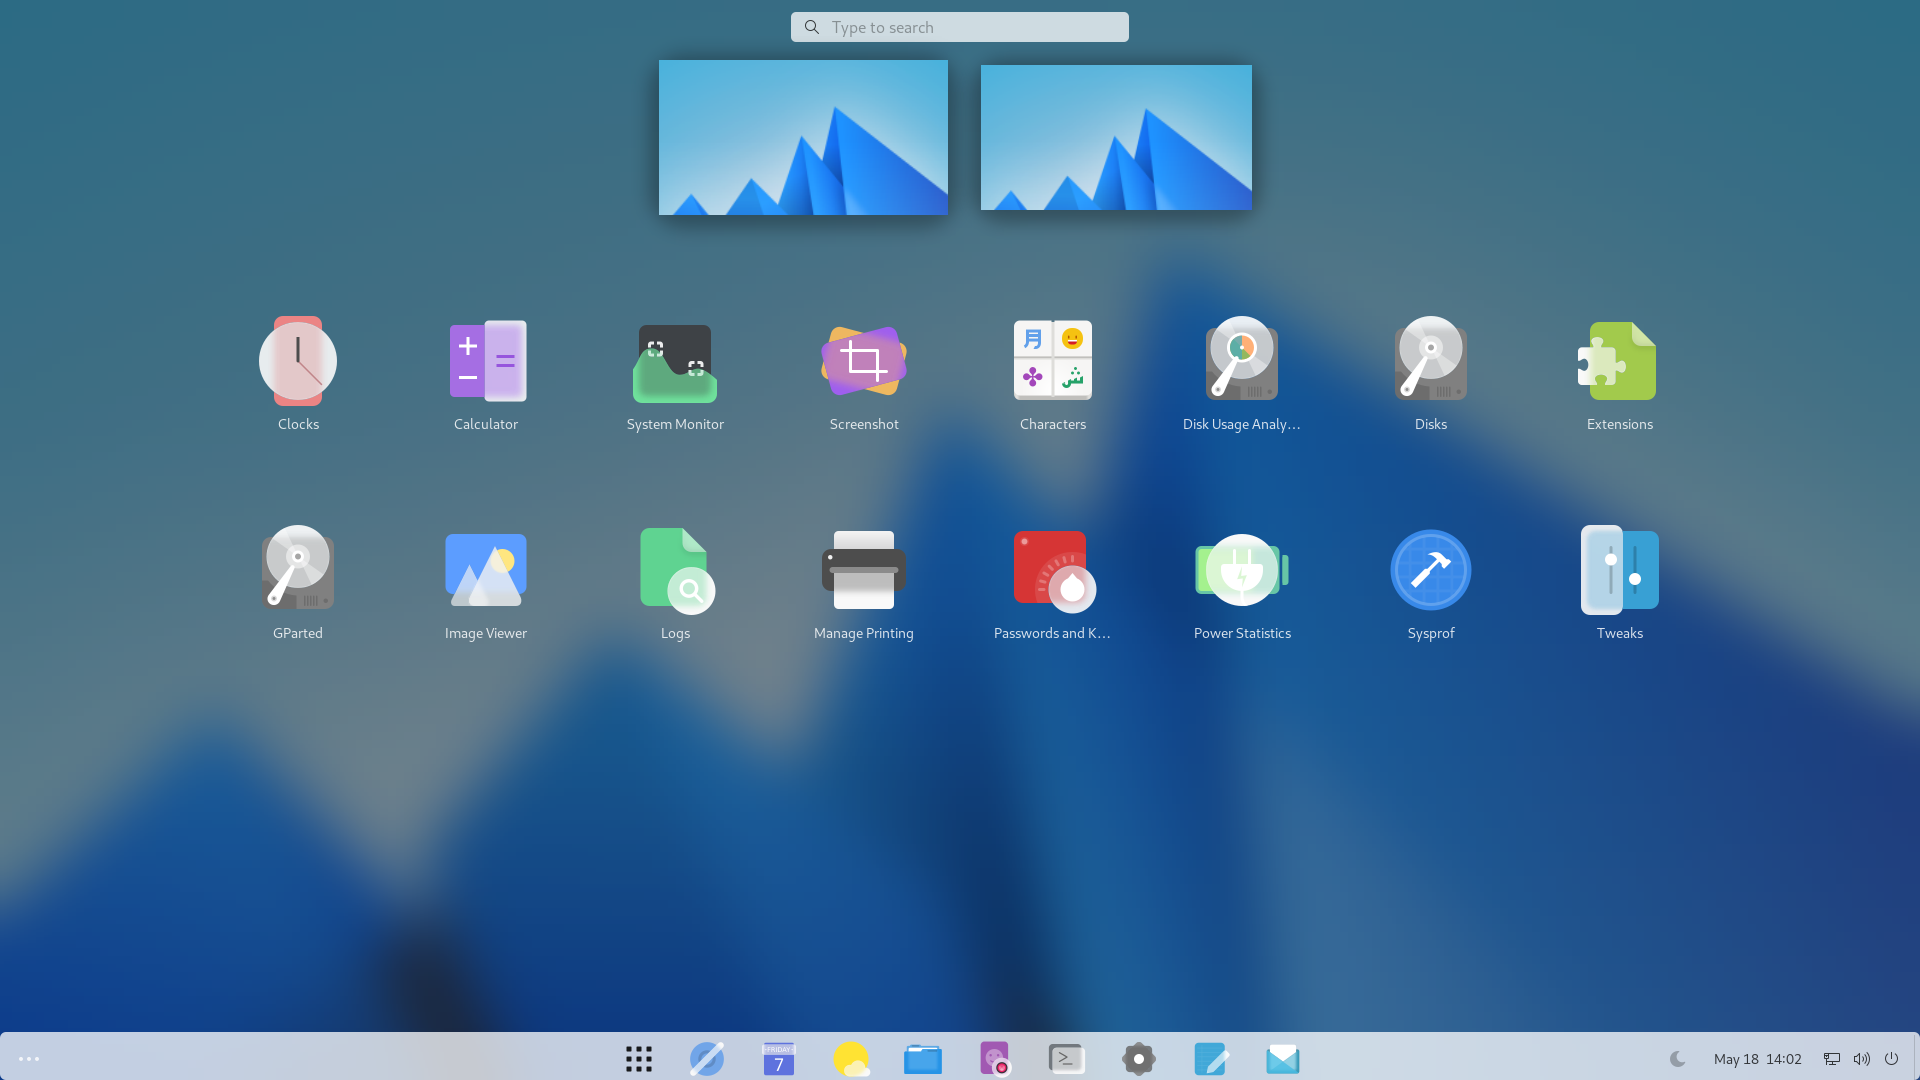 Type to search
Clocks
Calculator
System Monitor
Screenshot
月
ش
Characters
Disk Usage Analy…
Disks
Extensions
GParted
Image Viewer
Logs
Manage Printing
Passwords and K…
Power Statistics
Sysprof
Tweaks
FRIDAY
7
May 18 14:02